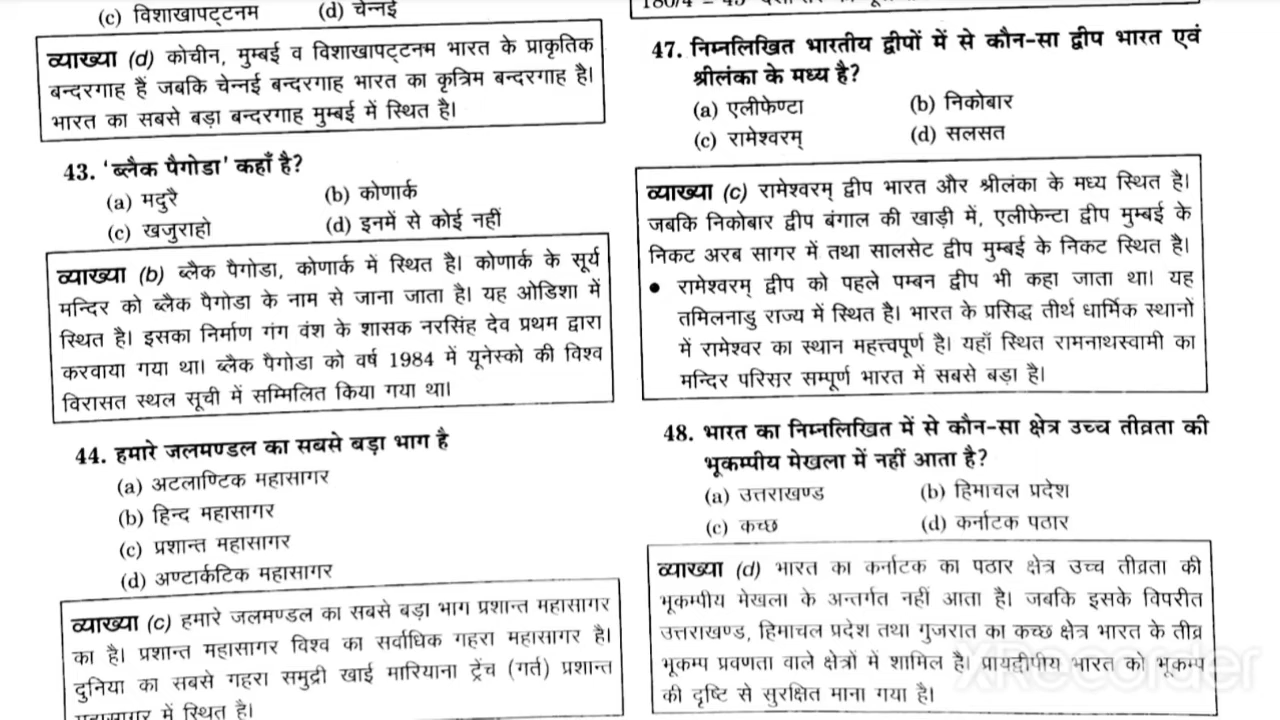 (c) विशाखापट्टनम (d) चेन्नई
व्याख्या (d) कोचीन, मुम्बई व विशाखापट्टनम भारत के प्राकृतिक
बन्दरगाह हैं जबकि चेन्नई बन्दरगाह भारत का कृत्रिम बन्दरगाह है।
भारत का सबसे बड़ा बन्दरगाह मुम्बई में स्थित है।
43. 'ब्लैक पैगोडा' कहाँ है?
(a) मदुरै (b) कोणार्क
(c) खजुराहो (d) इनमें से कोई नहीं
व्याख्या (b) ब्लैक पैगोडा, कोणार्क में स्थित है। कोणार्क के सूर्य
मन्दिर को ब्लैक पैगोडा के नाम से जाना जाता है। यह ओडिशा में
स्थित है। इसका निर्माण गंग वंश के शासक नरसिंह देव प्रथम द्वारा
करवाया गया था। ब्लैक पैगोडा को वर्ष 1984 में यूनेस्को की विश्व
विरासत स्थल सूची में सम्मिलित किया गया था।
44. हमारे जलमण्डल का सबसे बड़ा भाग है
(a) अटलाण्टिक महासागर
(b) हिन्द महासागर
(c) प्रशान्त महासागर
(d) अण्टार्कटिक महासागर
व्याख्या (c) हमारे जलमण्डल का सबसे बड़ा भाग प्रशान्त महासागर
का है। प्रशान्त महासागर विश्व का सर्वाधिक गहरा महासागर है।
दुनिया का सबसे गहरा समुद्री खाई मारियाना ट्रेंच (गर्त) प्रशान्त
महासागर में स्थित है।
47. निम्नलिखित भारतीय द्वीपों में से कौन-सा द्वीप भारत एवं
श्रीलंका के मध्य है?
(a) एलीफेण्टा (b) निकोबार
(c) रामेश्वरम् (d) सलसत
व्याख्या (c) रामेश्वरम् द्वीप भारत और श्रीलंका के मध्य स्थित है।
जबकि निकोबार द्वीप बंगाल की खाड़ी में, एलीफेन्टा द्वीप मुम्बई के
निकट अरब सागर में तथा सालसेट द्वीप मुम्बई के निकट स्थित है।
• रामेश्वरम् द्वीप को पहले पम्बन द्वीप भी कहा जाता था। यह
तमिलनाडु राज्य में स्थित है। भारत के प्रसिद्ध तीर्थ धार्मिक स्थानों
में रामेश्वर का स्थान महत्त्वपूर्ण है। यहाँ स्थित रामनाथस्वामी का
मन्दिर परिसर सम्पूर्ण भारत में सबसे बड़ा है।
48. भारत का निम्नलिखित में से कौन-सा क्षेत्र उच्च तीव्रता की
भूकम्पीय मेखला में नहीं आता है?
(a) उत्तराखण्ड (b) हिमाचल प्रदेश
(c) कच्छ (d) कर्नाटक पठार
व्याख्या (d) भारत का कर्नाटक का पठार क्षेत्र उच्च तीव्रता की
भूकम्पीय मेखला के अन्तर्गत नहीं आता है। जबकि इसके विपरीत
उत्तराखण्ड, हिमाचल प्रदेश तथा गुजरात का कच्छ क्षेत्र भारत के तीव्र
भूकम्प प्रवणता वाले क्षेत्रों में शामिल है। प्रायद्वीपीय भारत को भूकम्प
की दृष्टि से सुरक्षित माना गया है।
XRecorder